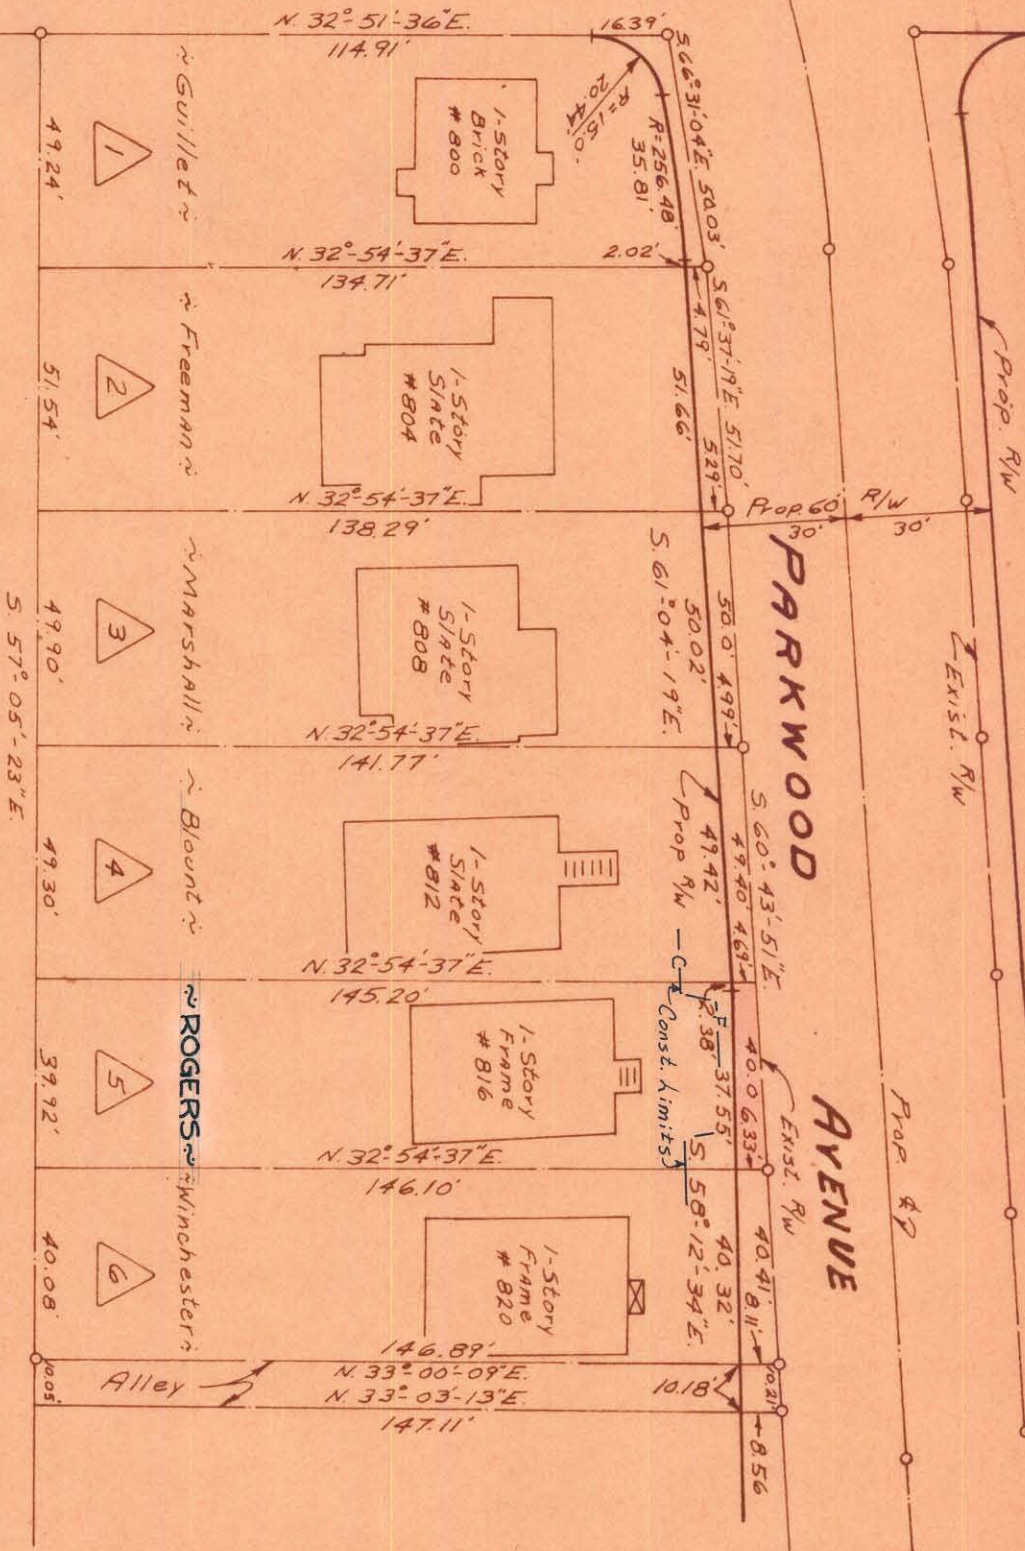 N. 32°-51'-36"E.
114.91'
16.39'
S.66°-31'-04"E. 50.03'
R=15.0'
20.44'
R=256.48'
35.81'
~ Guillet ~
1
49.24'
1-Story
Brick
# 800
N. 32°-54'-37"E.
134.71'
2.02'
4.79'
S.61°-37'-19"E. 51.70'
51.66'
5.29'
~ Freeman ~
2
51.54'
1-Story
Slate
#804
N. 32°-54'-37"E.
138.29'
Prop. 60' R/W
30'
30'
Prop. R/W
Exist. R/W
~ Marshall ~
3
49.90'
1-Story
Slate
#808
S. 61°-04'-19"E.
50.02'
50.0'
4.99'
N. 32°-54'-37"E.
141.77'
S. 57°-05'-23"E.
~ Blount ~
4
49.30'
1-Story
Slate
#812
Prop R/W
49.42'
S. 60°-43'-51"E.
49.40'
4.69'
PARKWOOD
AVENUE
N. 32°-54'-37"E.
145.20'
~ROGERS~
5
39.92'
1-Story
Frame
# 816
C
F
Const. Limits
2.38'
37.55'
40.0
6.33'
Exist. R/W
Prop. ₵
N. 32°-54'-37"E.
146.10'
~Winchester~
6
40.08'
1-Story
Frame
# 820
S. 58°-12'-34"E.
40.32'
40.41'
8.11'
146.89'
N. 33°-00'-09"E.
Alley
N. 33°-03'-13"E.
147.11'
10.05'
10.18'
10.21'
8.56